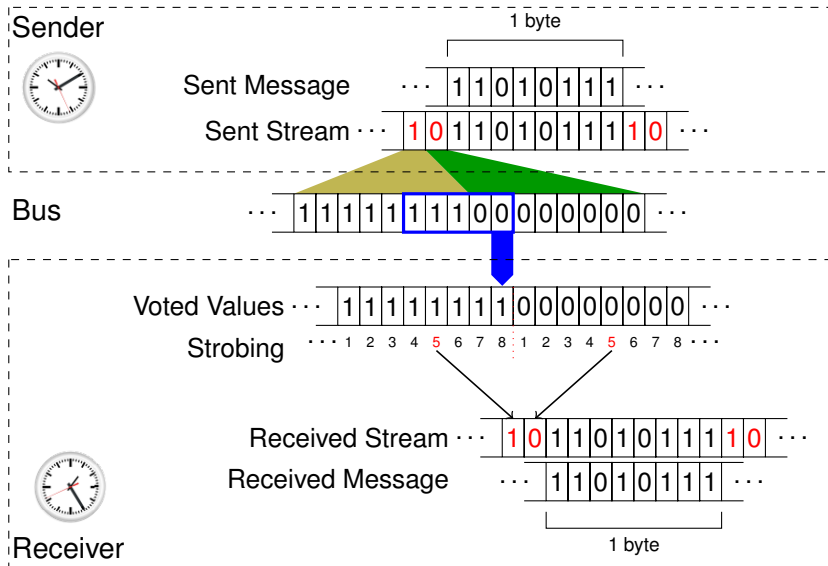 Sender
1 byte
Sent Message ··· 1 1 0 1 0 1 1 1 ···
Sent Stream ··· 1 0 1 1 0 1 0 1 1 1 1 0 ···
Bus ··· 1 1 1 1 1 1 1 1 0 0 0 0 0 0 0 0 ···
Voted Values ··· 1 1 1 1 1 1 1 1 0 0 0 0 0 0 0 0 ···
Strobing ··· 1 2 3 4 5 6 7 8 1 2 3 4 5 6 7 8 ···
Received Stream ··· 1 0 1 1 0 1 0 1 1 1 1 0 ···
Received Message ··· 1 1 0 1 0 1 1 1 ···
1 byte
Receiver